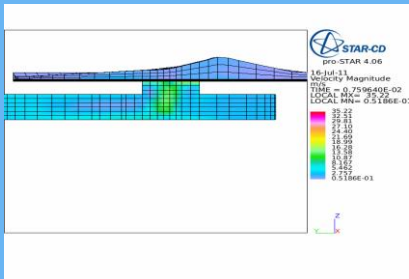 STAR-CD
pro-STAR 4.06
16-Jul-11
Velocity Magnitude
m/s
TIME = 0.759640E-02
LOCAL MX= 35.22
LOCAL MN= 0.5186E-01
35.22
32.51
29.81
27.10
24.40
21.69
18.99
16.28
13.58
10.87
8.167
5.462
2.757
0.5186E-01
Z
Y
X